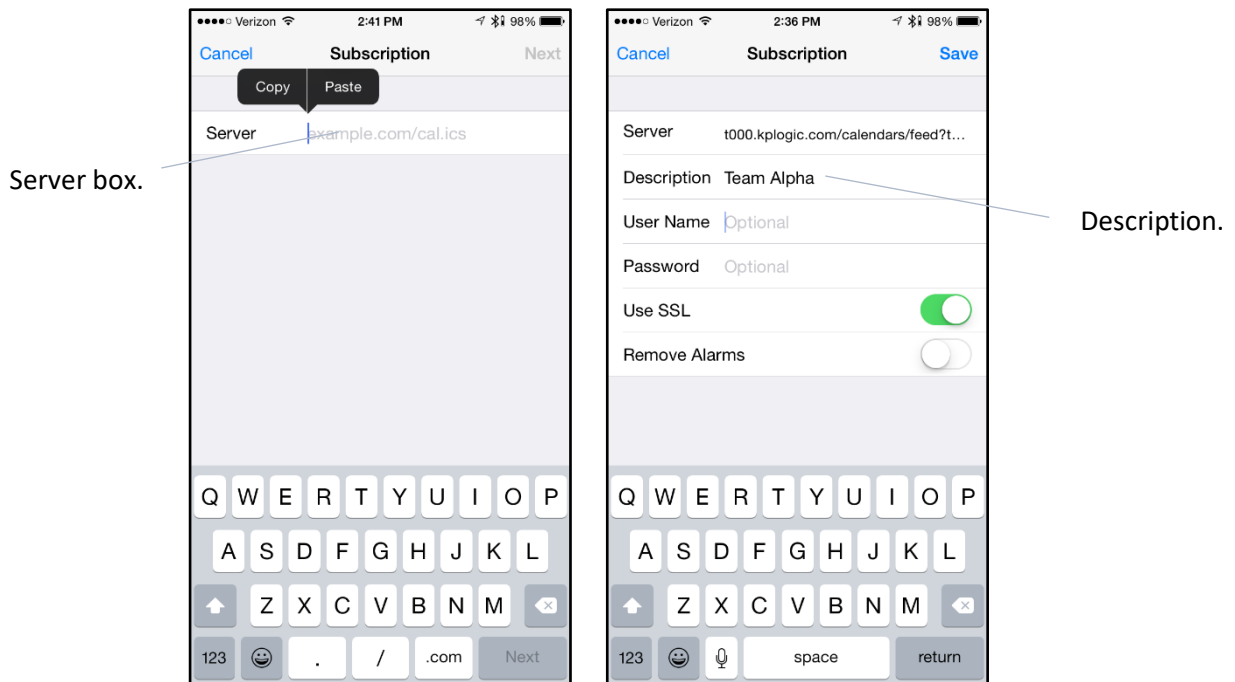 Verizon 2:41 PM 98%
Cancel Subscription Next
Copy Paste
Server example.com/cal.ics
Server box.
Q W E R T Y U I O P
A S D F G H J K L
Z X C V B N M
123 . / .com Next
Verizon 2:36 PM 98%
Cancel Subscription Save
Server t000.kplogic.com/calendars/feed?t...
Description Team Alpha
Description.
User Name Optional
Password Optional
Use SSL
Remove Alarms
Q W E R T Y U I O P
A S D F G H J K L
Z X C V B N M
123 space return